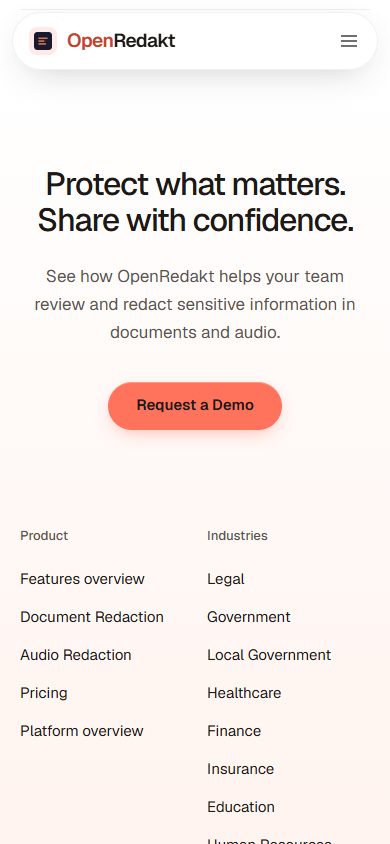 OpenRedakt
Protect what matters.
Share with confidence.
See how OpenRedakt helps your team
review and redact sensitive information in
documents and audio.
Request a Demo
Product
Features overview
Document Redaction
Audio Redaction
Pricing
Platform overview
Industries
Legal
Government
Local Government
Healthcare
Finance
Insurance
Education
Human Resources